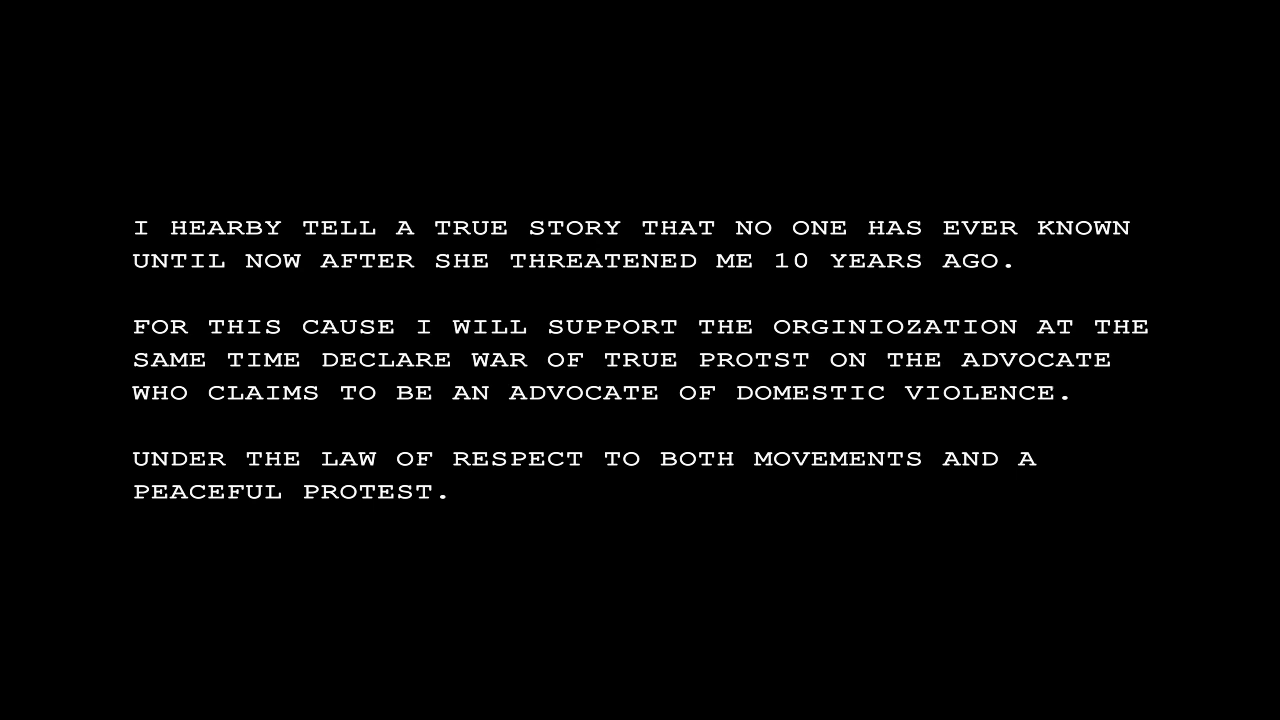 I HEARBY TELL A TRUE STORY THAT NO ONE HAS EVER KNOWN
UNTIL NOW AFTER SHE THREATENED ME 10 YEARS AGO.
FOR THIS CAUSE I WILL SUPPORT THE ORGINIOZATION AT THE
SAME TIME DECLARE WAR OF TRUE PROTST ON THE ADVOCATE
WHO CLAIMS TO BE AN ADVOCATE OF DOMESTIC VIOLENCE.
UNDER THE LAW OF RESPECT TO BOTH MOVEMENTS AND A
PEACEFUL PROTEST.